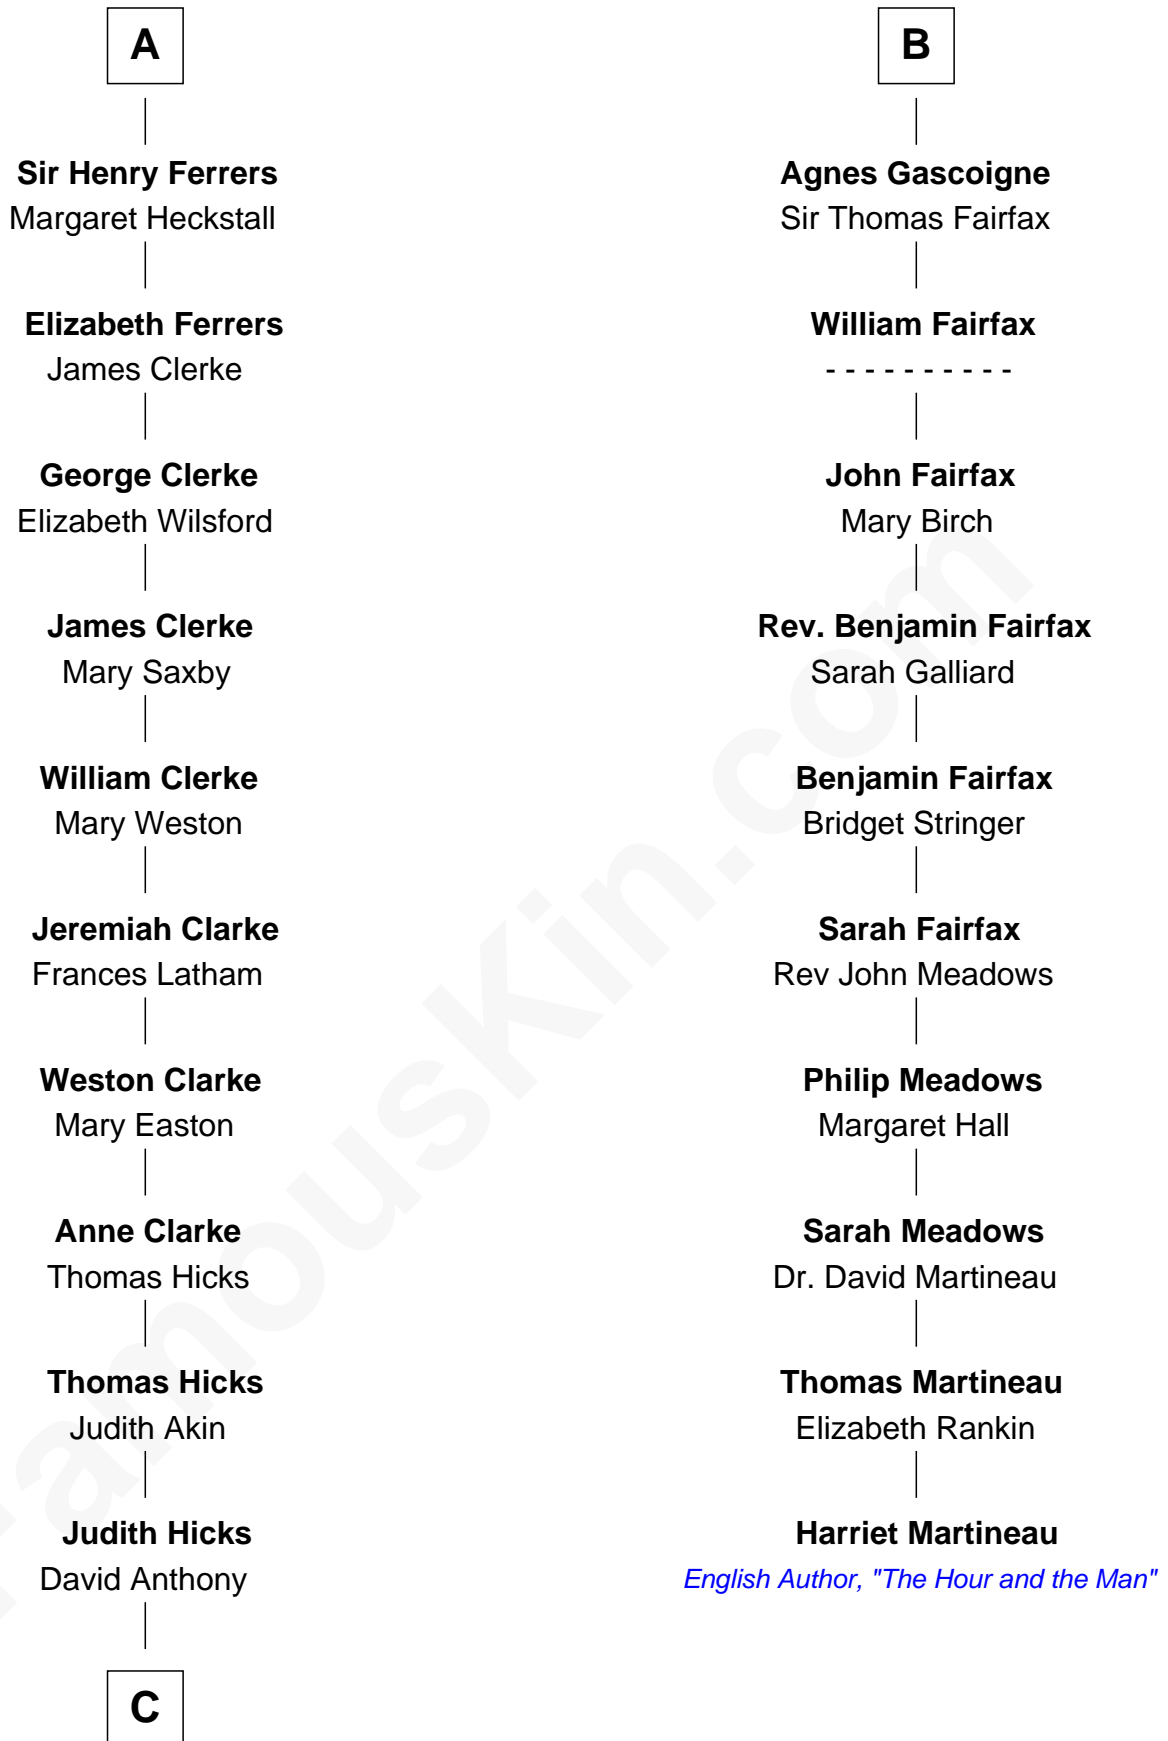 A
Sir Henry Ferrers
Margaret Heckstall
Elizabeth Ferrers
James Clerke
George Clerke
Elizabeth Wilsford
James Clerke
Mary Saxby
William Clerke
Mary Weston
Jeremiah Clarke
Frances Latham
Weston Clarke
Mary Easton
Anne Clarke
Thomas Hicks
Thomas Hicks
Judith Akin
Judith Hicks
David Anthony
C
B
Agnes Gascoigne
Sir Thomas Fairfax
William Fairfax
- - - - - - - - - -
John Fairfax
Mary Birch
Rev. Benjamin Fairfax
Sarah Galliard
Benjamin Fairfax
Bridget Stringer
Sarah Fairfax
Rev John Meadows
Philip Meadows
Margaret Hall
Sarah Meadows
Dr. David Martineau
Thomas Martineau
Elizabeth Rankin
Harriet Martineau
English Author, "The Hour and the Man"
FamousKin.com